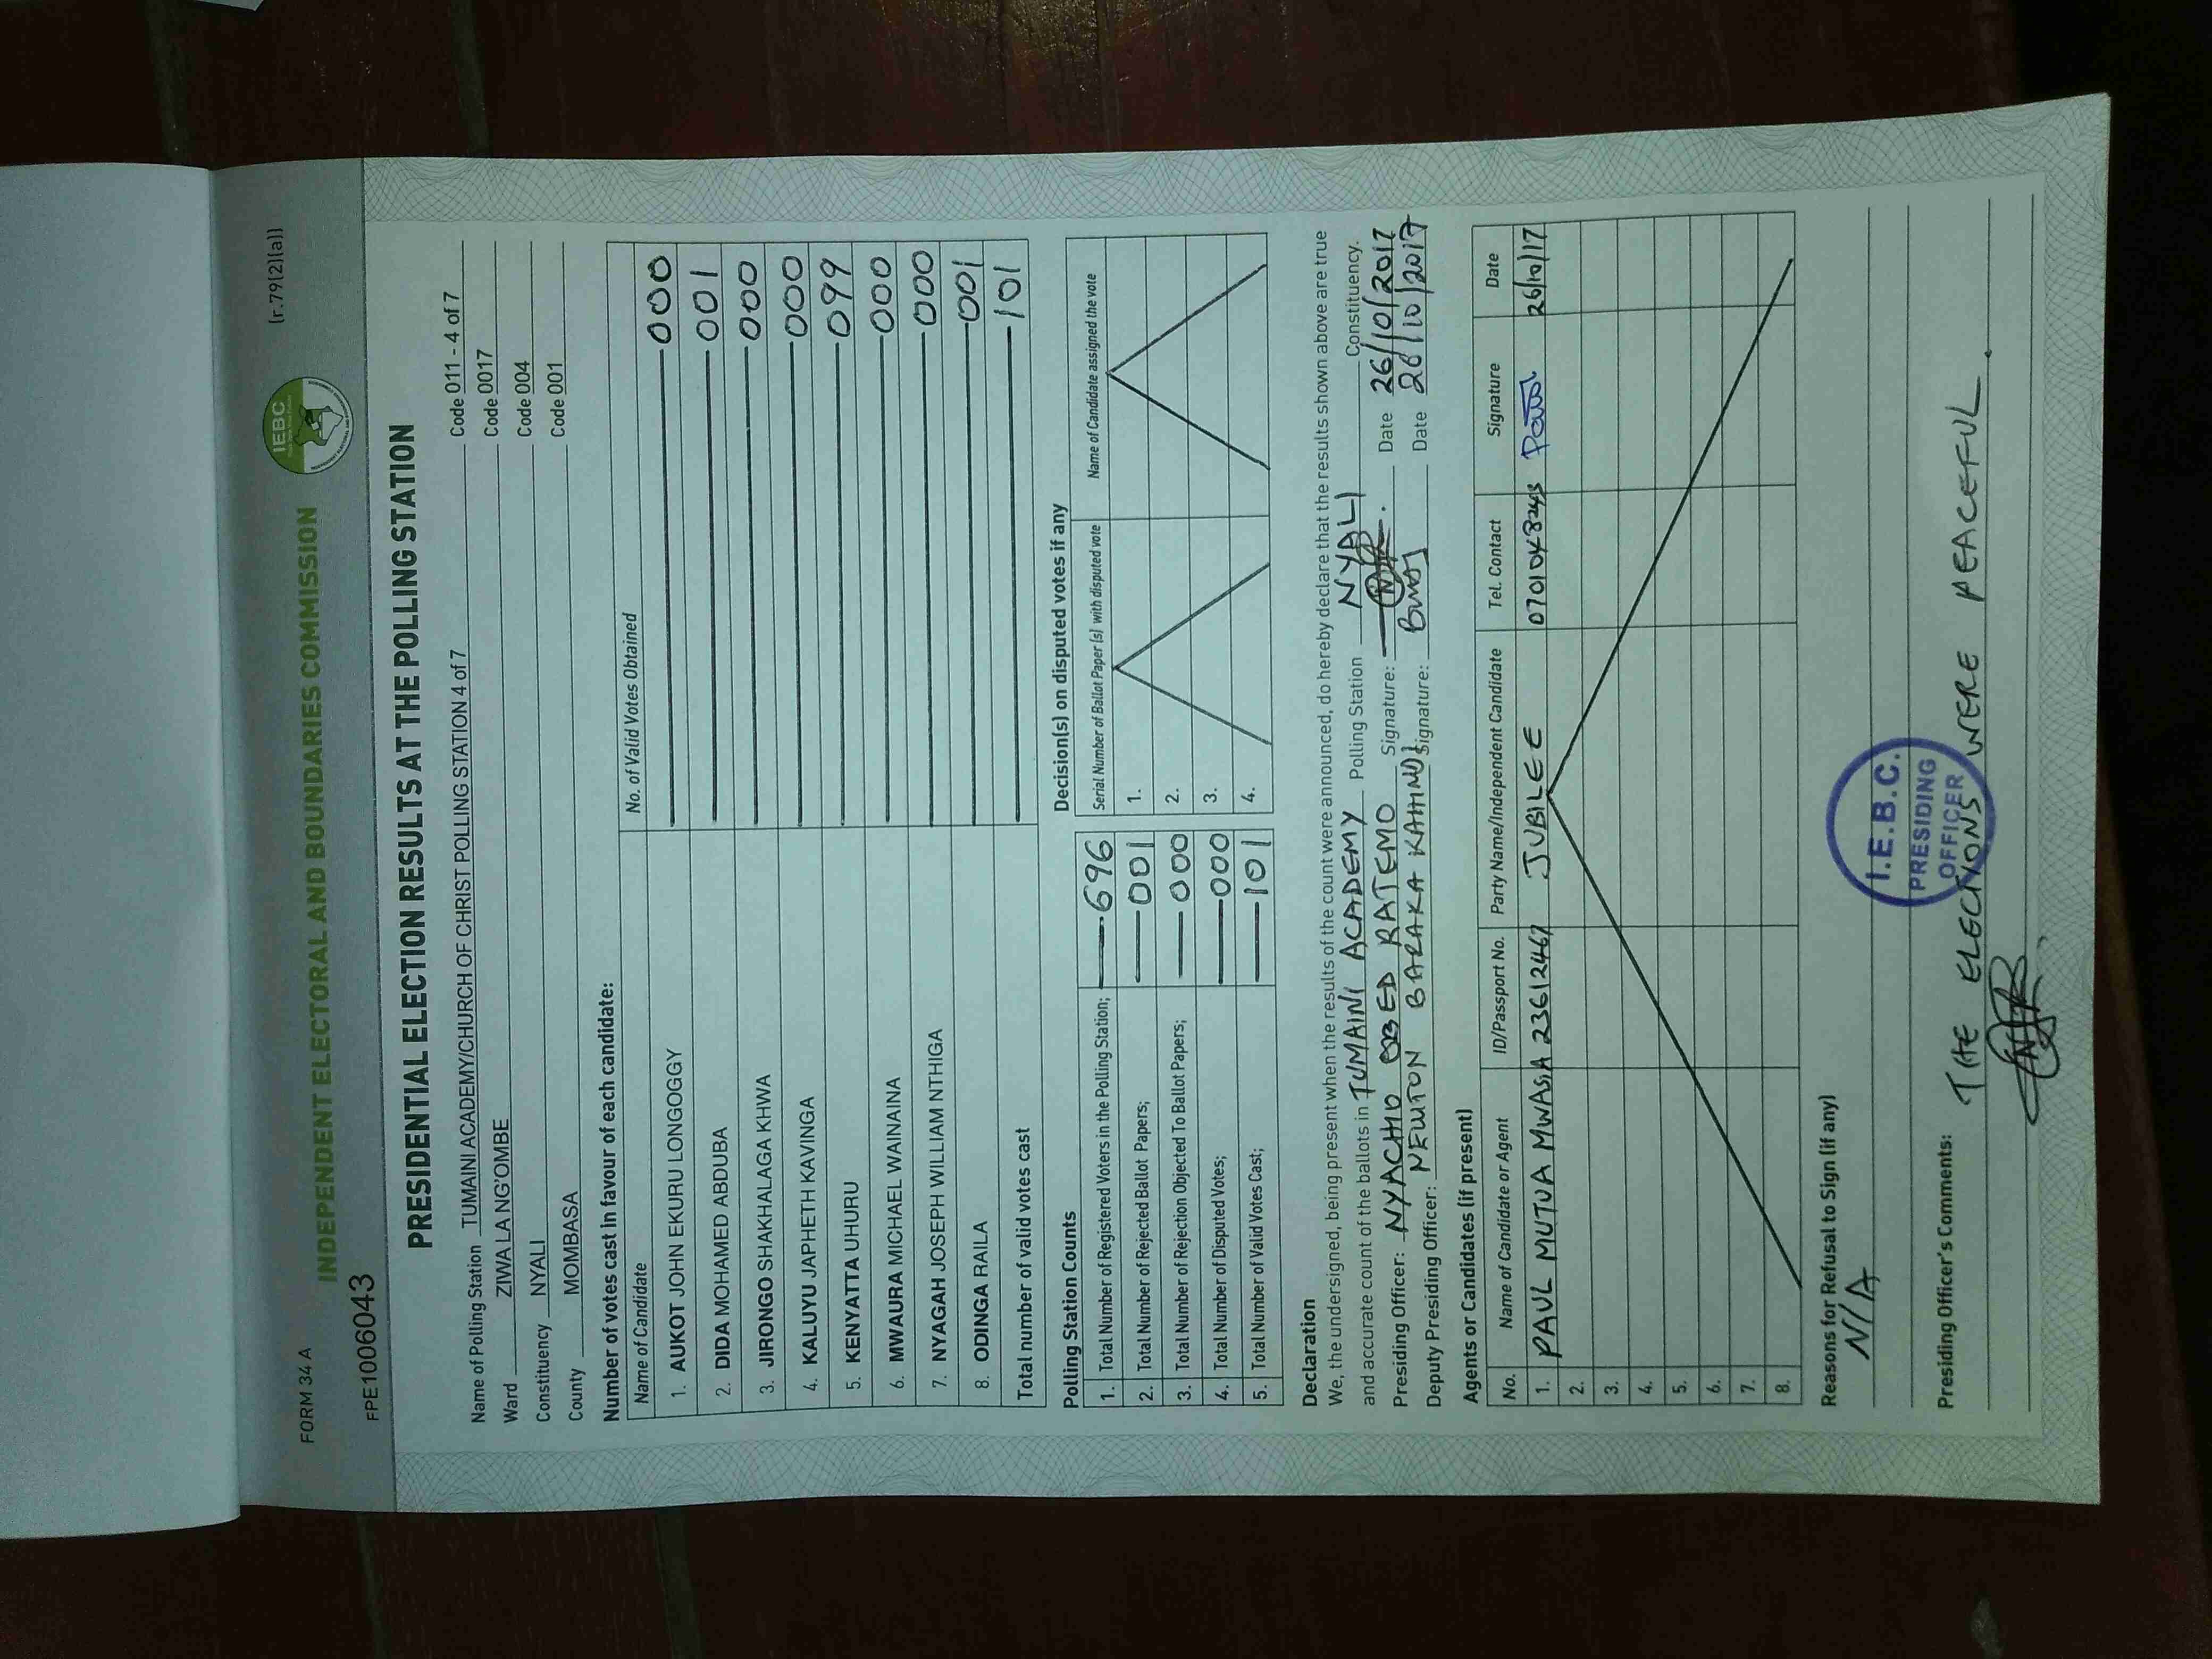 FORM 34 A
(r.79(2)(a))
INDEPENDENT ELECTORAL AND BOUNDARIES COMMISSION
IEBC
FPE1006043
PRESIDENTIAL ELECTION RESULTS AT THE POLLING STATION
Name of Polling Station TUMAINI ACADEMY/CHURCH OF CHRIST POLLING STATION 4 of 7 Code 011 - 4 of 7
Ward ZIWA LA NG'OMBE Code 0017
Constituency NYALI Code 004
County MOMBASA Code 001
Number of votes cast in favour of each candidate:
Name of Candidate No. of Valid Votes Obtained
1. AUKOT JOHN EKURU LONGOGGY 000
2. DIDA MOHAMED ABDUBA 001
3. JIRONGO SHAKHALAGA KHWA 000
4. KALUYU JAPHETH KAVINGA 000
5. KENYATTA UHURU 099
6. MWAURA MICHAEL WAINAINA 000
7. NYAGAH JOSEPH WILLIAM NTHIGA 000
8. ODINGA RAILA 001
Total number of valid votes cast 101
Polling Station Counts
1. Total Number of Registered Voters in the Polling Station; 696
2. Total Number of Rejected Ballot Papers; 001
3. Total Number of Rejection Objected To Ballot Papers; 000
4. Total Number of Disputed Votes; 000
5. Total Number of Valid Votes Cast; 101
Decision(s) on disputed votes if any
Serial Number of Ballot Paper (s) with disputed vote Name of Candidate assigned the vote
1.
2.
3.
4.
Declaration
We, the undersigned, being present when the results of the count were announced, do hereby declare that the results shown above are true
and accurate count of the ballots in TUMAINI ACADEMY Polling Station NYALI Constituency.
Presiding Officer: NYACHIO OBED RATEMO Signature: Date 26/10/2017
Deputy Presiding Officer: NEWTON BARAKA KAHINDI Signature: Date 26/10/2017
Agents or Candidates (if present)
No. Name of Candidate or Agent ID/Passport No. Party Name/Independent Candidate Tel. Contact Signature Date
1. PAUL MUTUA MWASIA 23612467 JUBILEE 0701048243 26/10/17
2.
3.
4.
5.
6.
7.
8.
Reasons for Refusal to Sign (if any)
N/A
I.E.B.C.
PRESIDING
OFFICER
Presiding Officer's Comments:
THE ELECTIONS WERE PEACEFUL.